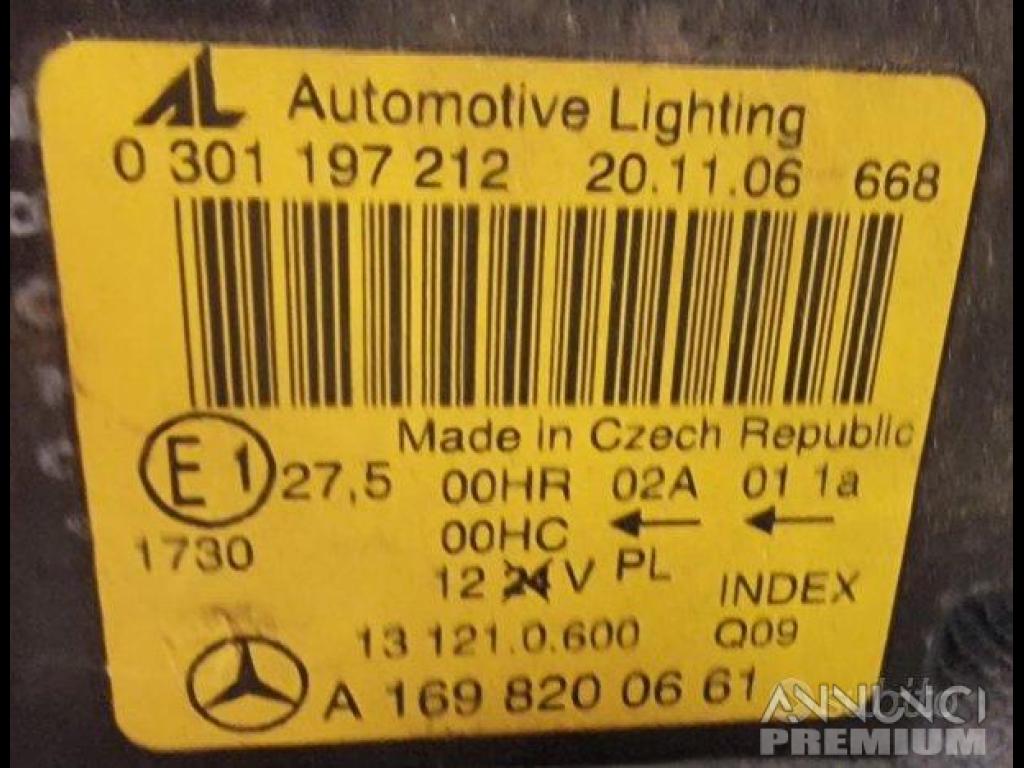 AL Automotive Lighting
0 301 197 212 20.11.06 668
Made in Czech Republic
E1 27,5 00HR 02A 01 1a
1730 00HC ← ←
12 24 V PL INDEX
13 121.0.600 Q09
A 169 820 06 61
ANNUNCI
PREMIUM